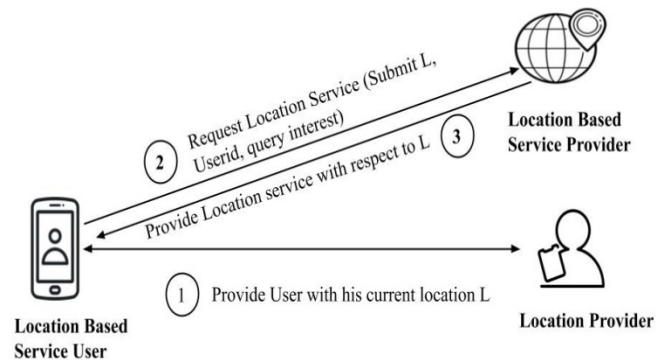 Request Location Service (Submit L,
Userid, query interest)
2
Provide Location service with respect to L
3
Location Based
Service Provider
1
Provide User with his current location L
Location Based
Service User
Location Provider